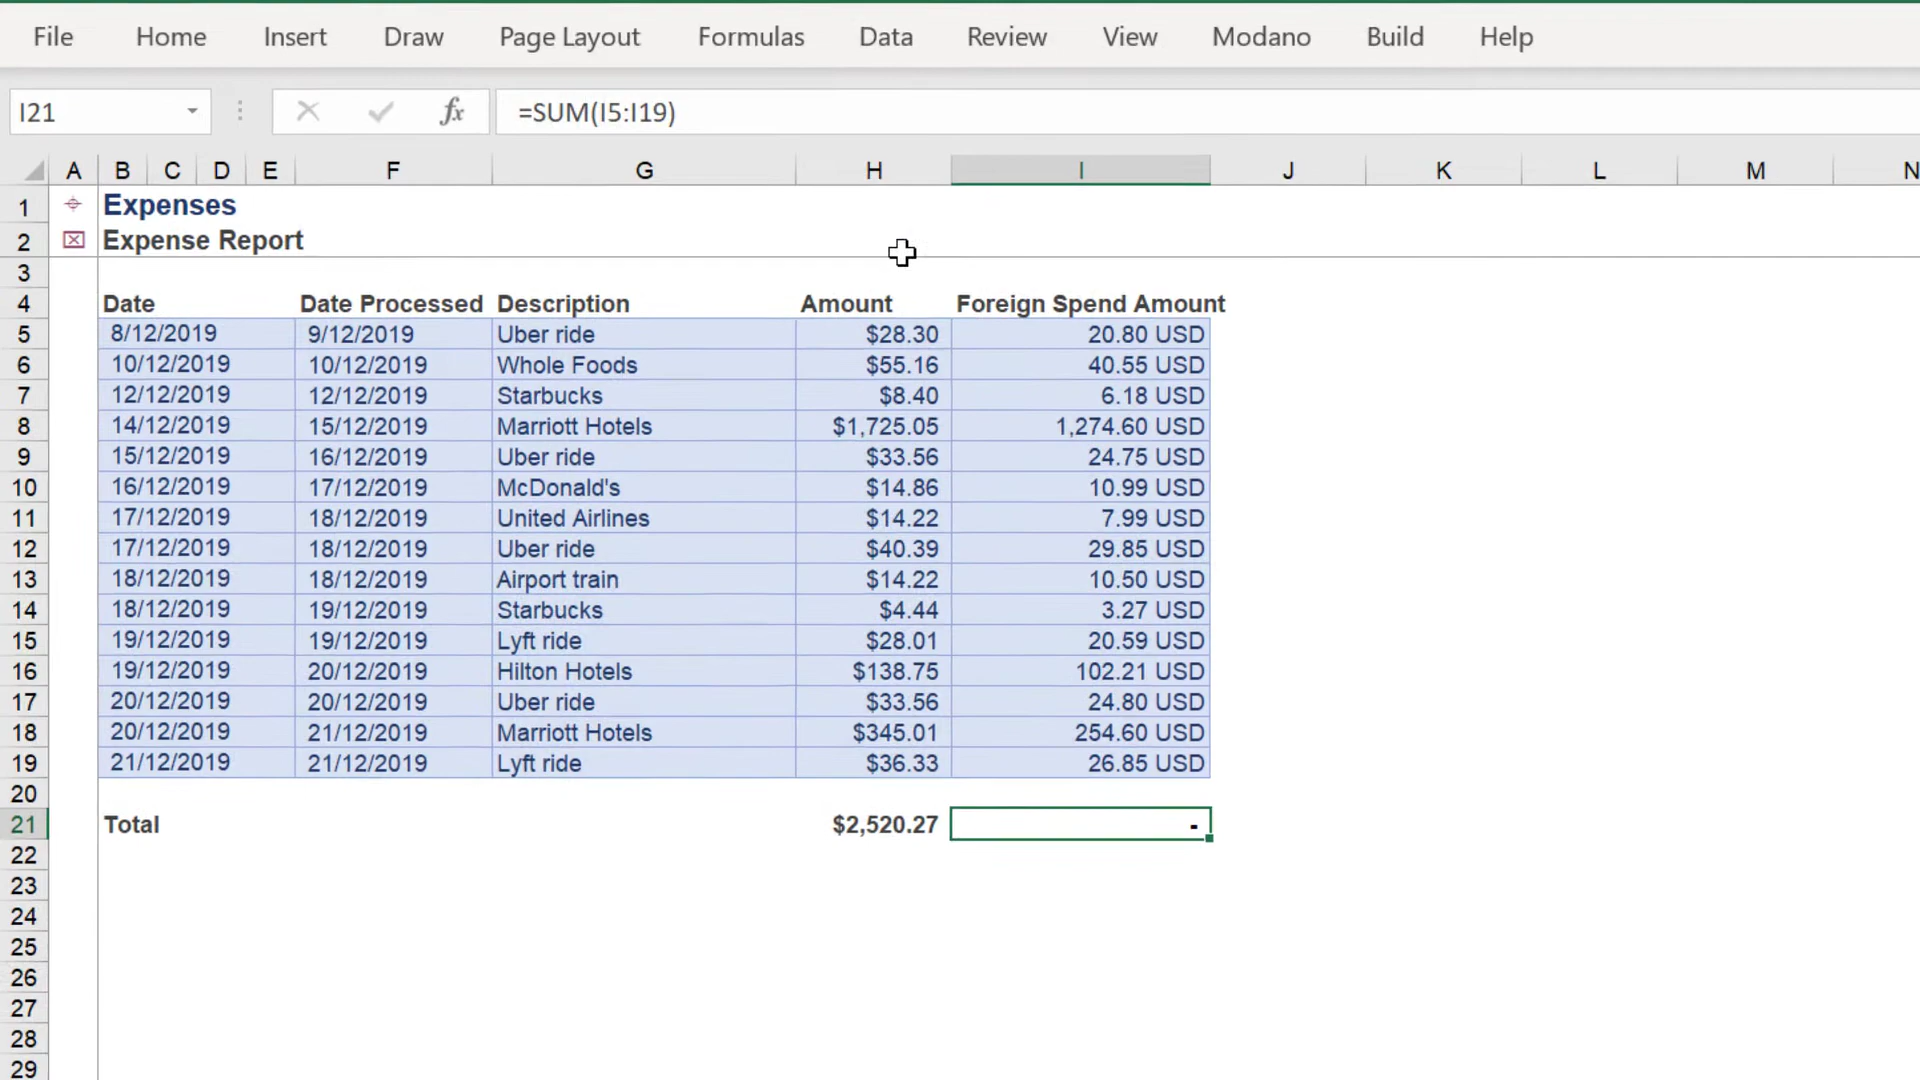 File Home Insert Draw Page Layout Formulas Data Review View Modano Build Help
I21 fx =SUM(I5:I19)
A B C D E F G H I J K L M N
1 Expenses
2 Expense Report
3
4 Date Date Processed Description Amount Foreign Spend Amount
5 8/12/2019 9/12/2019 Uber ride $28.30 20.80 USD
6 10/12/2019 10/12/2019 Whole Foods $55.16 40.55 USD
7 12/12/2019 12/12/2019 Starbucks $8.40 6.18 USD
8 14/12/2019 15/12/2019 Marriott Hotels $1,725.05 1,274.60 USD
9 15/12/2019 16/12/2019 Uber ride $33.56 24.75 USD
10 16/12/2019 17/12/2019 McDonald's $14.86 10.99 USD
11 17/12/2019 18/12/2019 United Airlines $14.22 7.99 USD
12 17/12/2019 18/12/2019 Uber ride $40.39 29.85 USD
13 18/12/2019 18/12/2019 Airport train $14.22 10.50 USD
14 18/12/2019 19/12/2019 Starbucks $4.44 3.27 USD
15 19/12/2019 19/12/2019 Lyft ride $28.01 20.59 USD
16 19/12/2019 20/12/2019 Hilton Hotels $138.75 102.21 USD
17 20/12/2019 20/12/2019 Uber ride $33.56 24.80 USD
18 20/12/2019 21/12/2019 Marriott Hotels $345.01 254.60 USD
19 21/12/2019 21/12/2019 Lyft ride $36.33 26.85 USD
20
21 Total $2,520.27 -
22
23
24
25
26
27
28
29